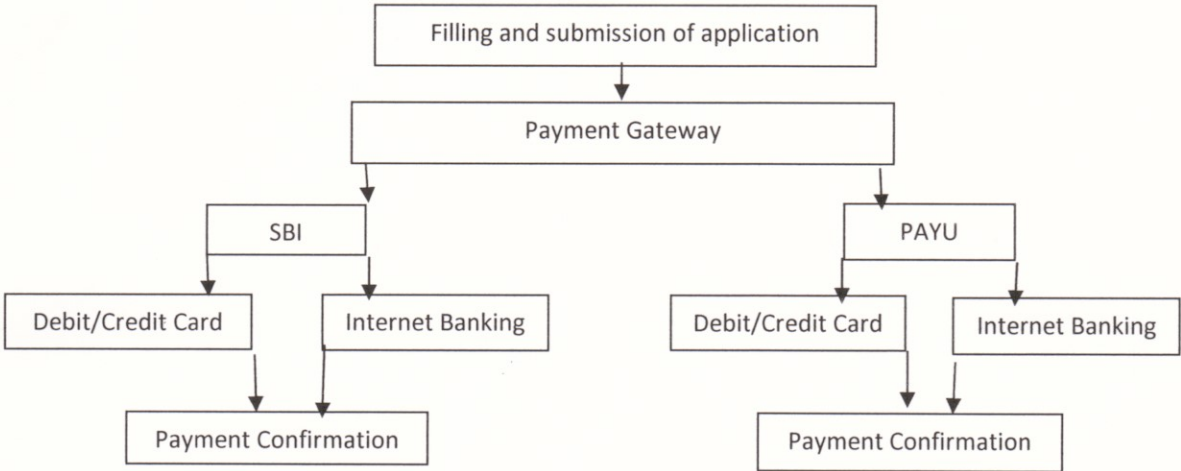 Filling and submission of application
Payment Gateway
SBI
PAYU
Debit/Credit Card
Internet Banking
Debit/Credit Card
Internet Banking
Payment Confirmation
Payment Confirmation